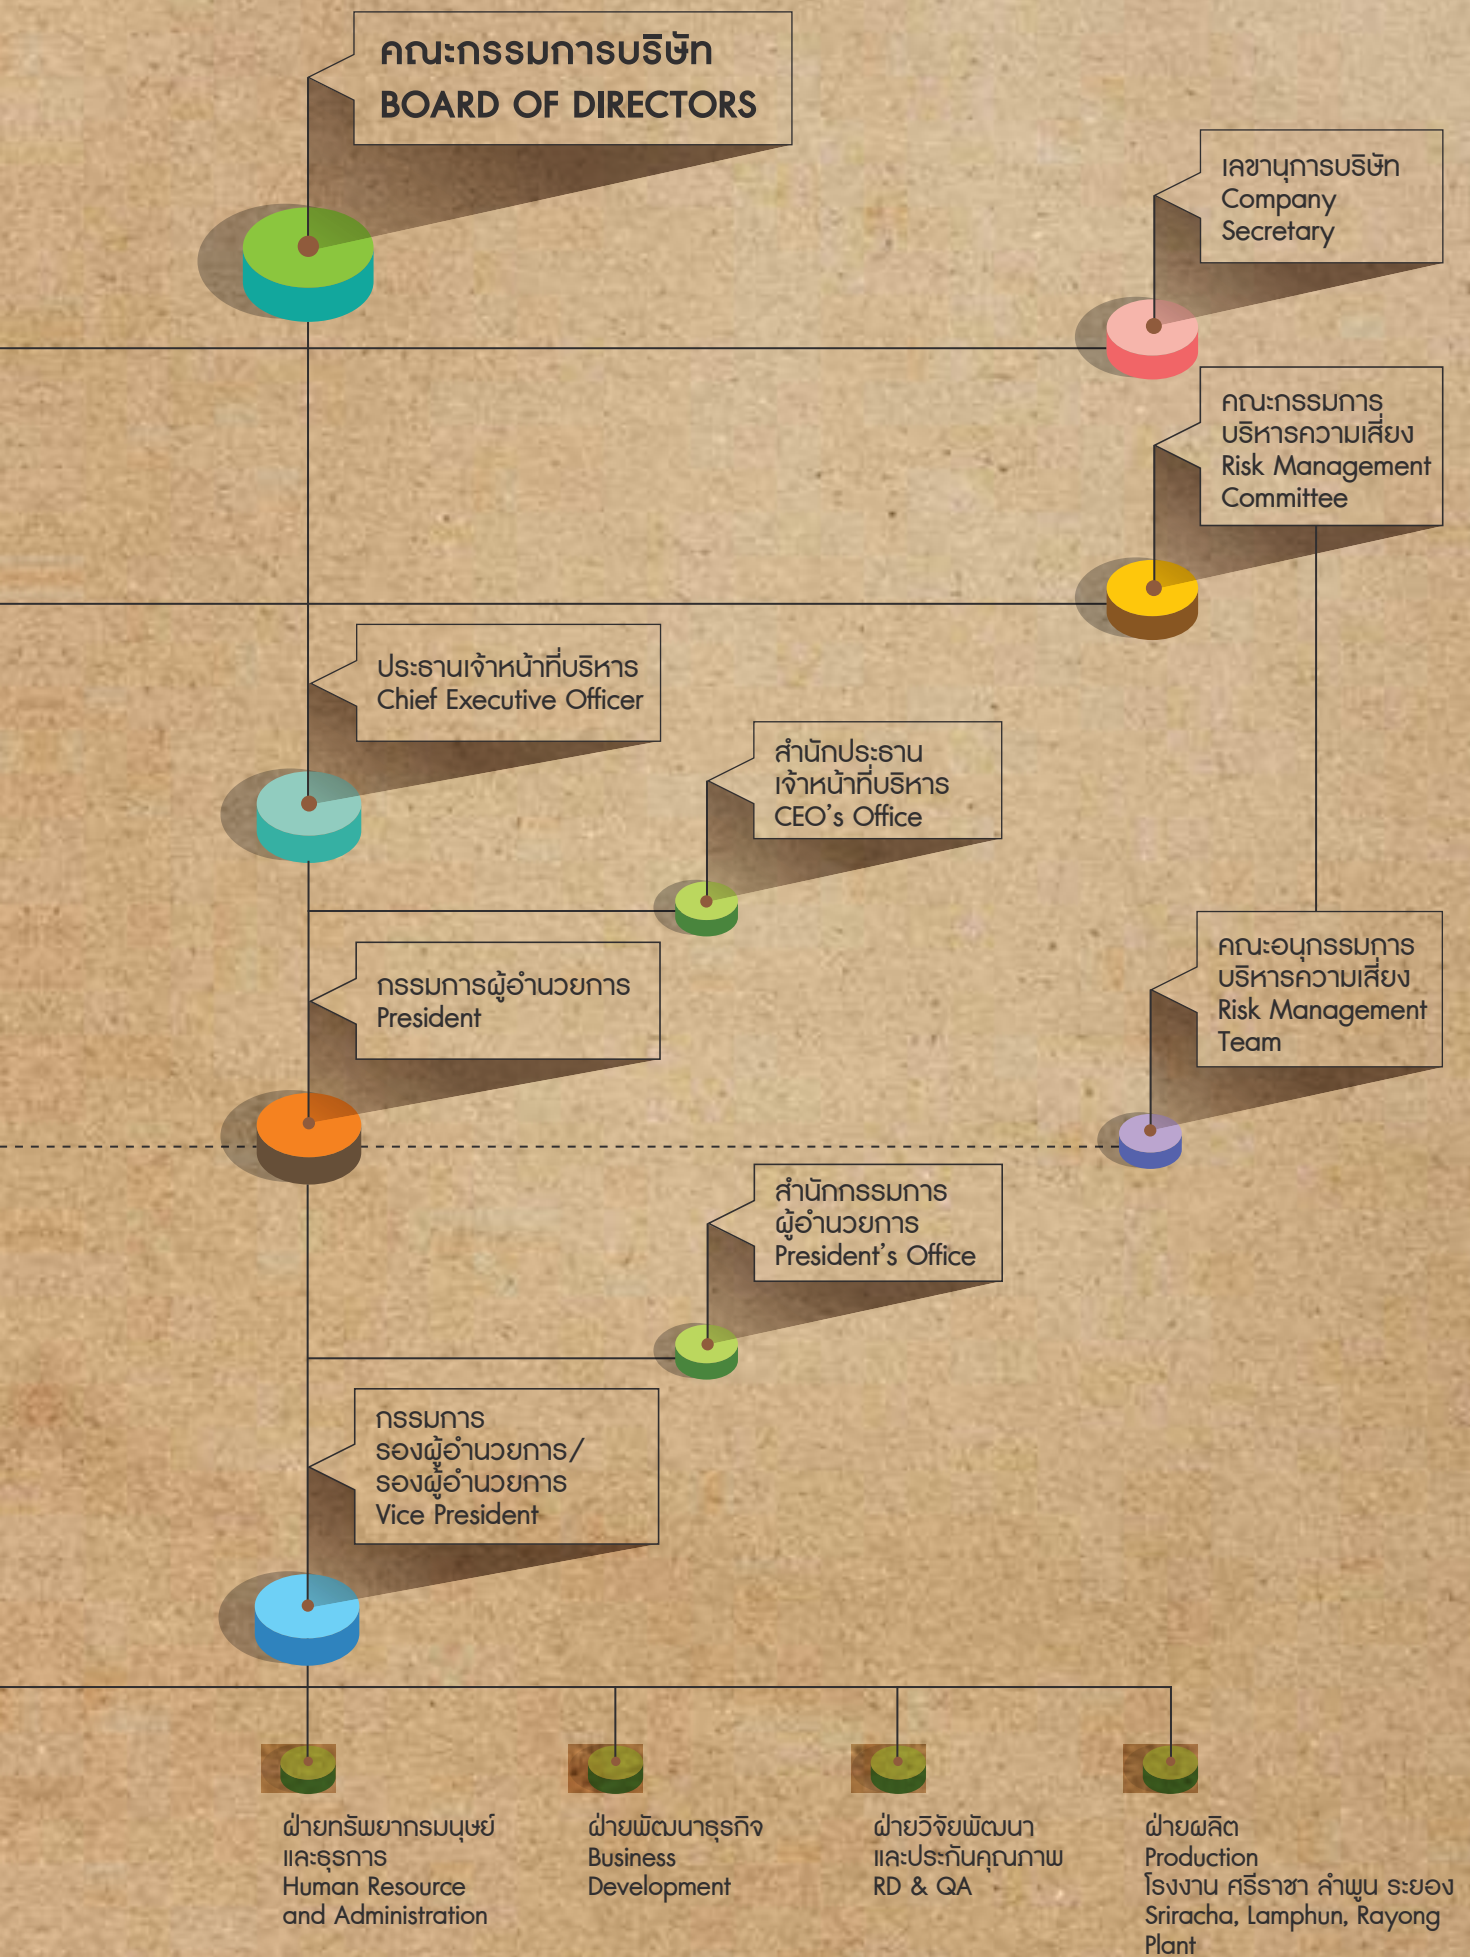 คณะกรรมการบริษัท
BOARD OF DIRECTORS
เลขานุการบริษัท
Company
Secretary
คณะกรรมการ
บริหารความเสี่ยง
Risk Management
Committee
ประธานเจ้าหน้าที่บริหาร
Chief Executive Officer
สำนักประธาน
เจ้าหน้าที่บริหาร
CEO's Office
กรรมการผู้อำนวยการ
President
คณะอนุกรรมการ
บริหารความเสี่ยง
Risk Management
Team
สำนักกรรมการ
ผู้อำนวยการ
President's Office
กรรมการ
รองผู้อำนวยการ/
รองผู้อำนวยการ
Vice President
ฝ่ายทรัพยากรมนุษย์
และธุรการ
Human Resource
and Administration
ฝ่ายพัฒนาธุรกิจ
Business
Development
ฝ่ายวิจัยพัฒนา
และประกันคุณภาพ
RD & QA
ฝ่ายผลิต
Production
โรงงาน ศรีราชา ลำพูน ระยอง
Sriracha, Lamphun, Rayong
Plant